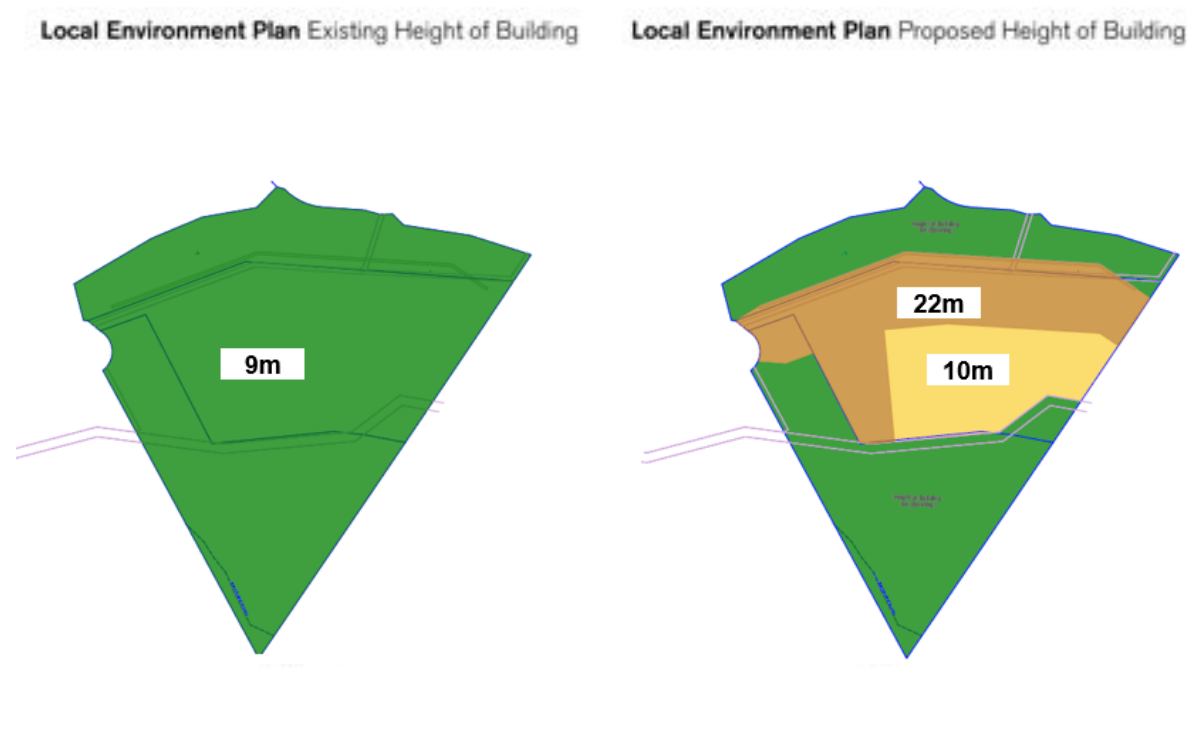 Local Environment Plan Existing Height of Building
Local Environment Plan Proposed Height of Building
9m
22m
10m